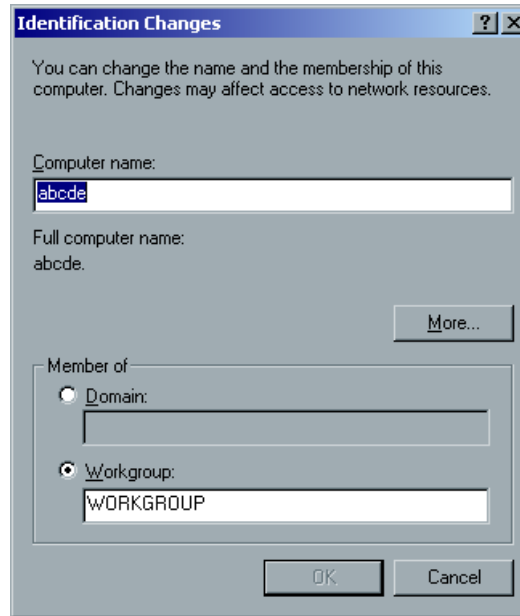 Identification Changes
You can change the name and the membership of this
computer. Changes may affect access to network resources.
Computer name:
abcde
Full computer name:
abcde.
More...
Member of
Domain:
Workgroup:
WORKGROUP
OK Cancel